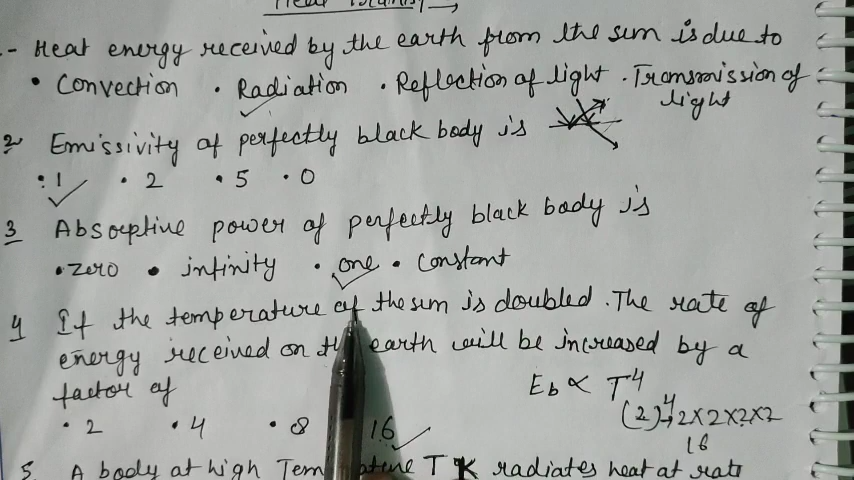 Heat
- Heat energy received by the earth from the sun is due to
• Convection • Radiation • Reflection of light • Transmission of light
2 Emissivity of perfectly black body is
• 1 • 2 • 5 • 0
3 Absorptive power of perfectly black body is
• zero • infinity • one • constant
4 If the temperature of the sun is doubled. The rate of
energy received on the earth will be increased by a
factor of
Eb ∝ T⁴
• 2 • 4 • 8 16
(2)⁴→2×2×2×2
16
5 A body at high Temperature T K radiates heat at rate